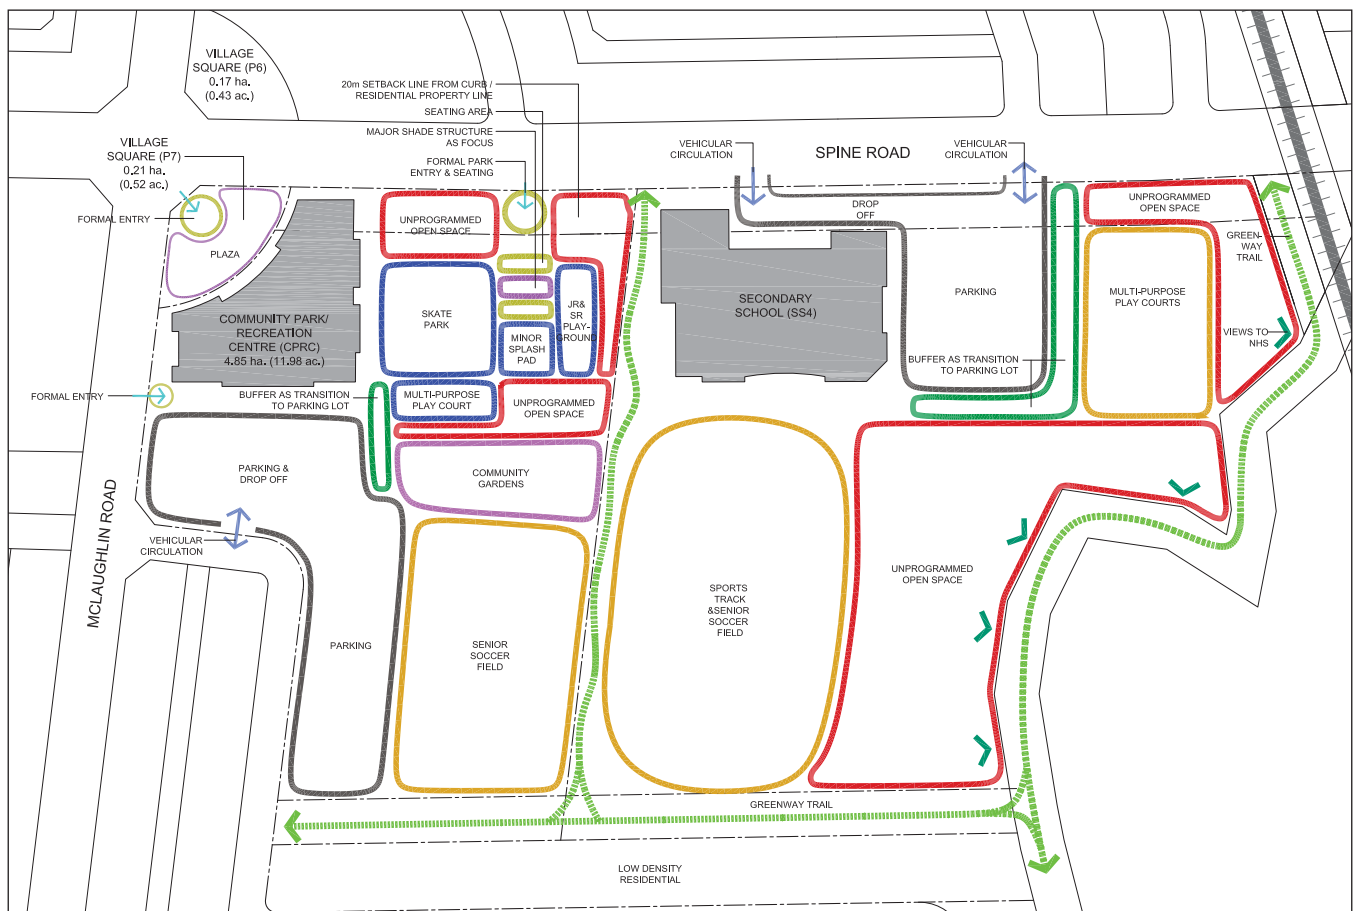 VILLAGE
SQUARE (P6)
0.17 ha.
(0.43 ac.)
20m SETBACK LINE FROM CURB /
RESIDENTIAL PROPERTY LINE
SEATING AREA
MAJOR SHADE STRUCTURE
AS FOCUS
FORMAL PARK
ENTRY & SEATING
VILLAGE
SQUARE (P7)
0.21 ha.
(0.52 ac.)
FORMAL ENTRY
PLAZA
VEHICULAR
CIRCULATION
SPINE ROAD
VEHICULAR
CIRCULATION
DROP
OFF
UNPROGRAMMED
OPEN SPACE
UNPROGRAMMED
OPEN SPACE
GREEN-
WAY
TRAIL
COMMUNITY PARK/
RECREATION
CENTRE (CPRC)
4.85 ha. (11.98 ac.)
SKATE
PARK
JR&
SR
PLAY-
GROUND
MINOR
SPLASH
PAD
SECONDARY
SCHOOL (SS4)
PARKING
MULTI-PURPOSE
PLAY COURTS
VIEWS TO
NHS
BUFFER AS TRANSITION
TO PARKING LOT
FORMAL ENTRY
BUFFER AS TRANSITION
TO PARKING LOT
MULTI-PURPOSE
PLAY COURT
UNPROGRAMMED
OPEN SPACE
PARKING &
DROP OFF
COMMUNITY
GARDENS
MCLAUGHLIN ROAD
VEHICULAR
CIRCULATION
PARKING
SENIOR
SOCCER
FIELD
SPORTS
TRACK
&SENIOR
SOCCER
FIELD
UNPROGRAMMED
OPEN SPACE
GREENWAY TRAIL
LOW DENSITY
RESIDENTIAL